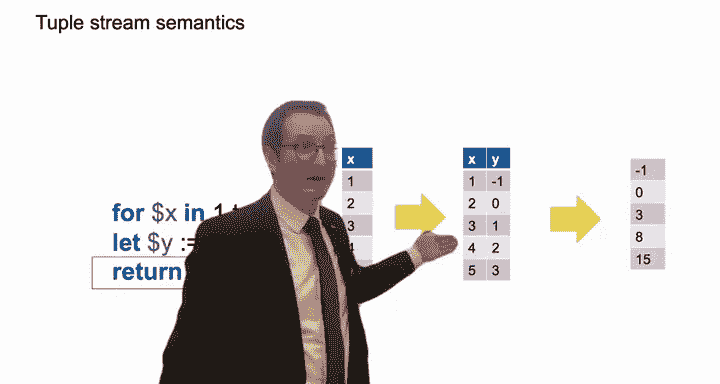 Tuple stream semantics
for $x in 1
let $y :=
return
x
1
2
3
x y
1 -1
2 0
3 1
4 2
5 3
-1
0
3
8
15